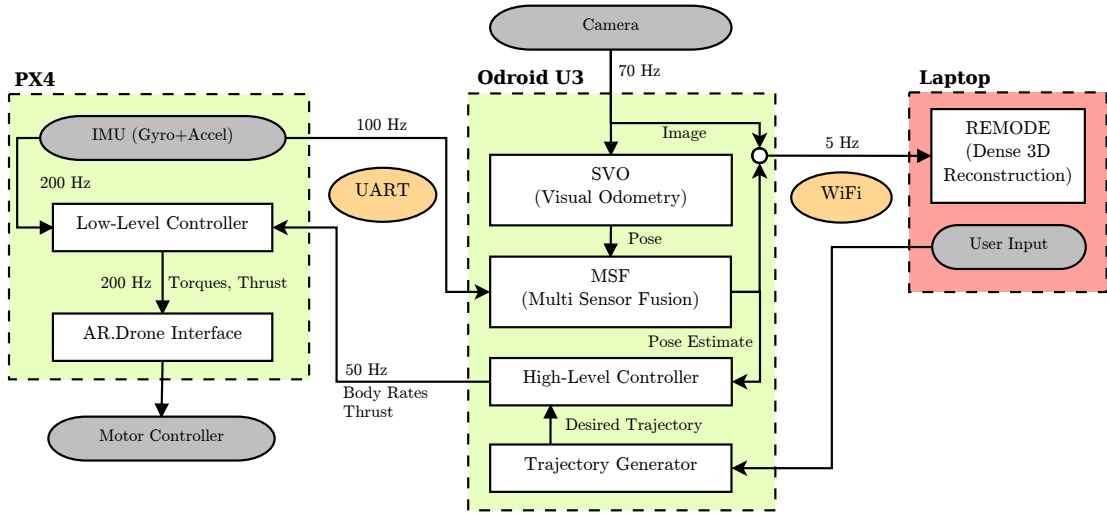 Camera
PX4
Odroid U3
70 Hz
Laptop
IMU (Gyro+Accel)
100 Hz
Image
5 Hz
REMODE
(Dense 3D
Reconstruction)
200 Hz
UART
SVO
(Visual Odometry)
WiFi
Low-Level Controller
Pose
User Input
200 Hz
Torques, Thrust
MSF
(Multi Sensor Fusion)
AR.Drone Interface
Pose Estimate
50 Hz
Body Rates
Thrust
High-Level Controller
Desired Trajectory
Motor Controller
Trajectory Generator